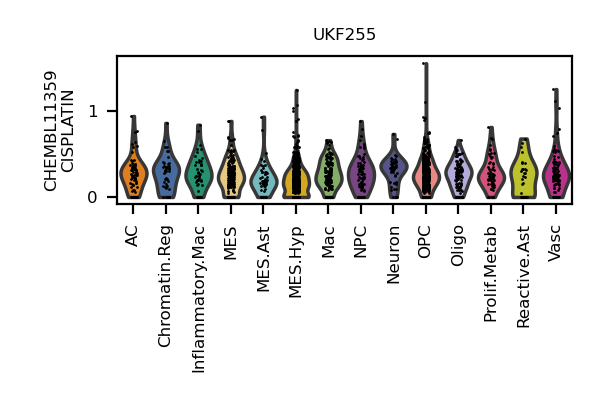 UKF255
CHEMBL11359
CISPLATIN
1
0
AC
Chromatin.Reg
Inflammatory.Mac
MES
MES.Ast
MES.Hyp
Mac
NPC
Neuron
OPC
Oligo
Prolif.Metab
Reactive.Ast
Vasc